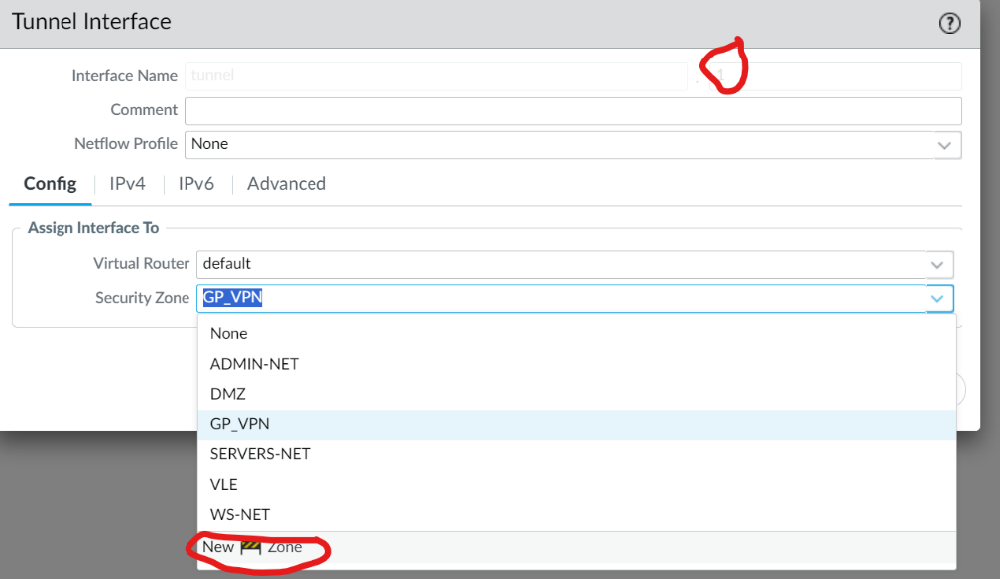 Tunnel Interface
Interface Name tunnel . 1
Comment
Netflow Profile None
Config IPv4 IPv6 Advanced
Assign Interface To
Virtual Router default
Security Zone GP_VPN
None
ADMIN-NET
DMZ
GP_VPN
SERVERS-NET
VLE
WS-NET
New Zone